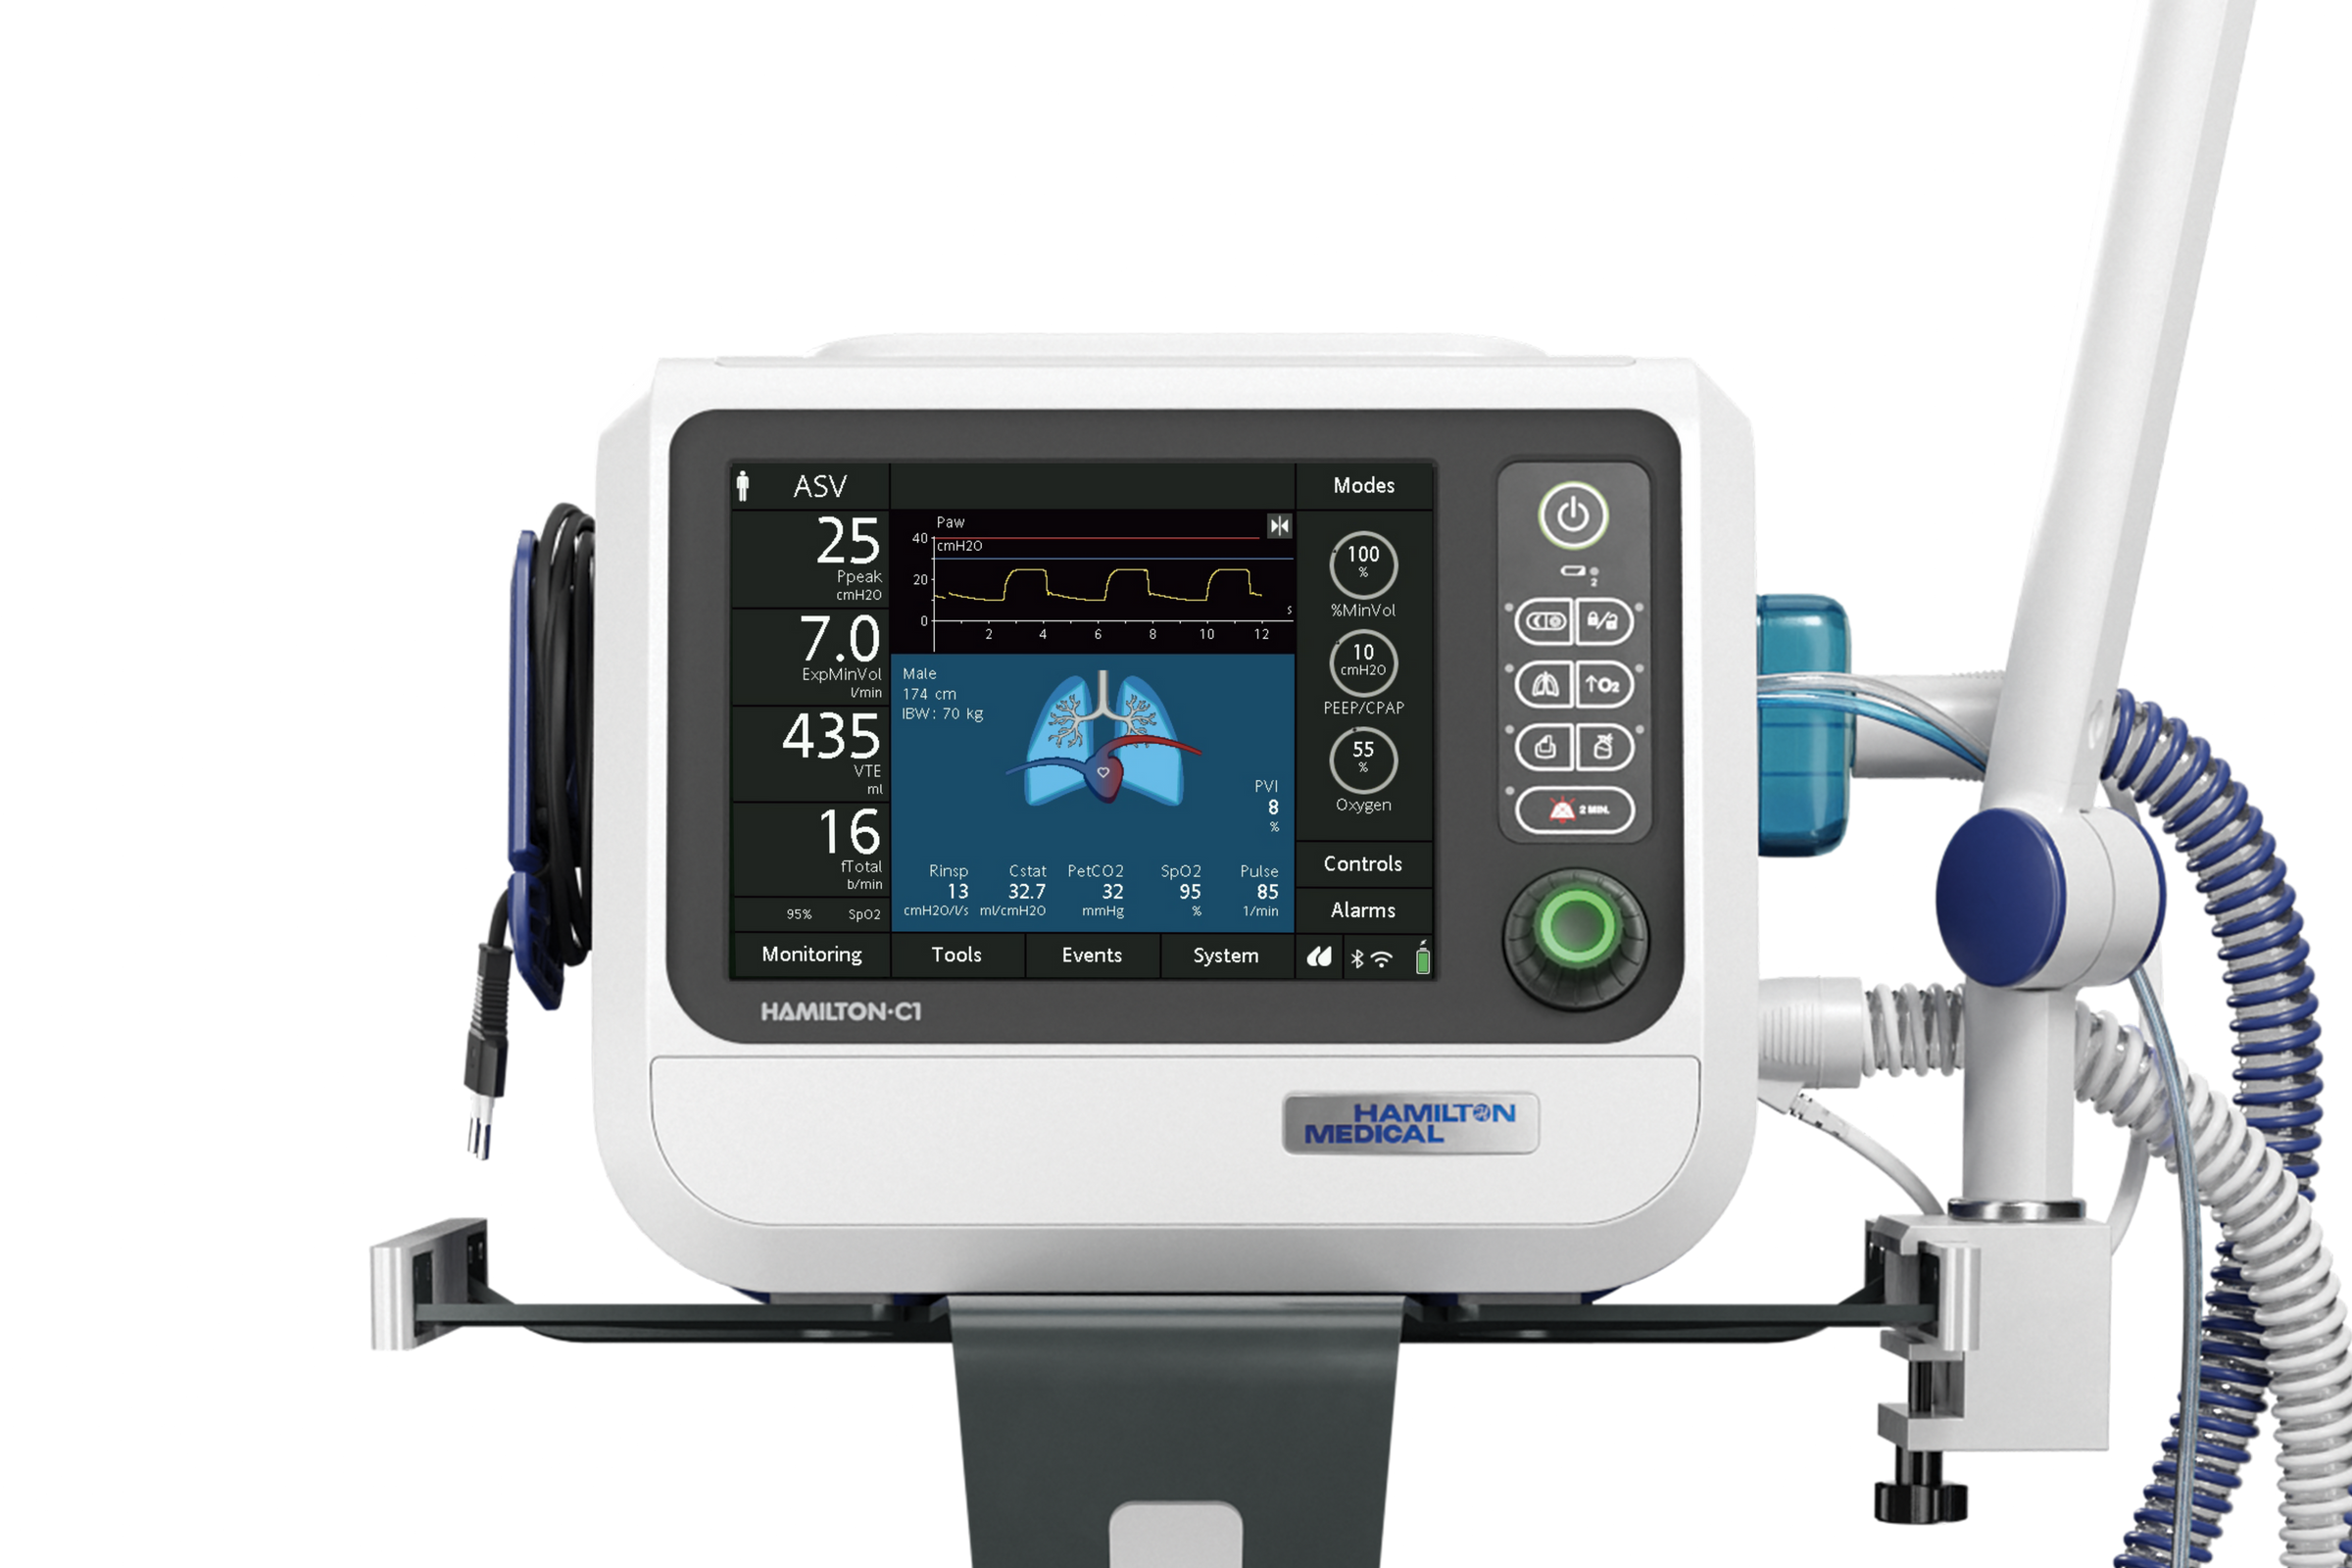 ASV
Modes
25
Ppeak
cmH2O
7.0
ExpMinVol
l/min
435
VTE
ml
16
fTotal
b/min
95% SpO2
Paw
cmH2O
40
20
0
s
2 4 6 8 10 12
Male
174 cm
IBW: 70 kg
PVI
8
%
Rinsp Cstat PetCO2 SpO2 Pulse
13 32.7 32 95 85
cmH2O/l/s ml/cmH2O mmHg % 1/min
100
%
%MinVol
10
cmH2O
PEEP/CPAP
55
%
Oxygen
Controls
Alarms
Monitoring Tools Events System
2
↑O2
2 MIN.
HAMILTON·C1
HAMILTON
MEDICAL